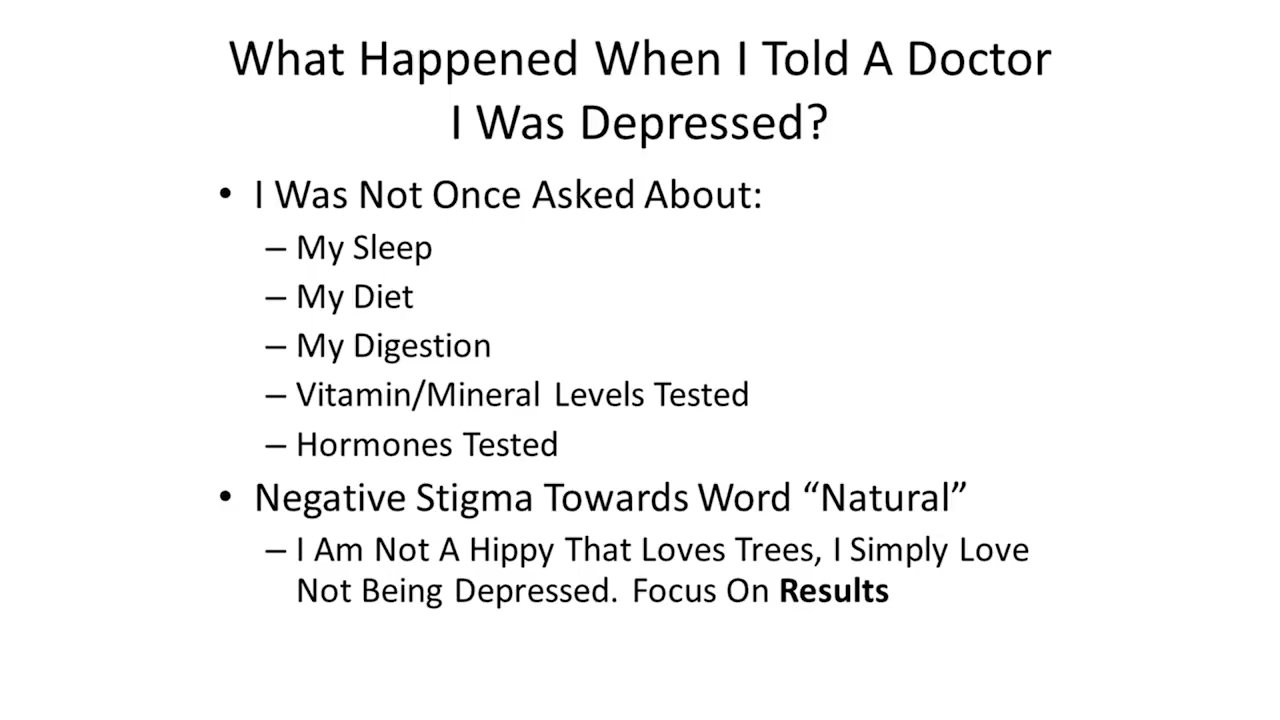 What Happened When I Told A Doctor
I Was Depressed?
• I Was Not Once Asked About:
– My Sleep
– My Diet
– My Digestion
– Vitamin/Mineral Levels Tested
– Hormones Tested
• Negative Stigma Towards Word “Natural”
– I Am Not A Hippy That Loves Trees, I Simply Love
Not Being Depressed. Focus On Results